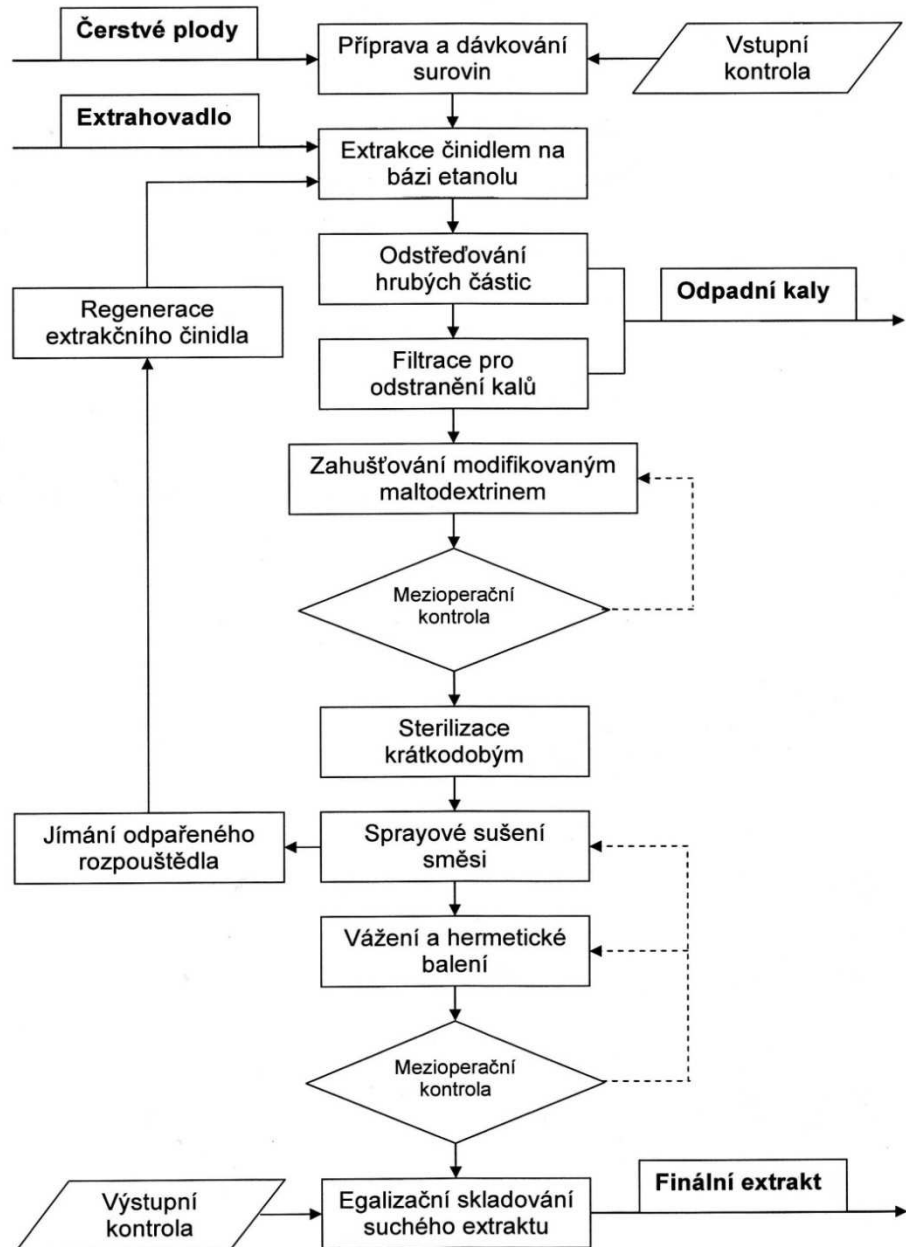 Čerstvé plody
Příprava a dávkování
surovin
Vstupní
kontrola
Extrahovadlo
Extrakce činidlem na
bázi etanolu
Odstřeďování
hrubých částic
Odpadní kaly
Regenerace
extrakčního činidla
Filtrace pro
odstranění kalů
Zahušťování modifikovaným
maltodextrinem
Mezioperační
kontrola
Sterilizace
krátkodobým
Jímání odpařeného
rozpouštědla
Sprayové sušení
směsi
Vážení a hermetické
balení
Mezioperační
kontrola
Výstupní
kontrola
Egalizační skladování
suchého extraktu
Finální extrakt